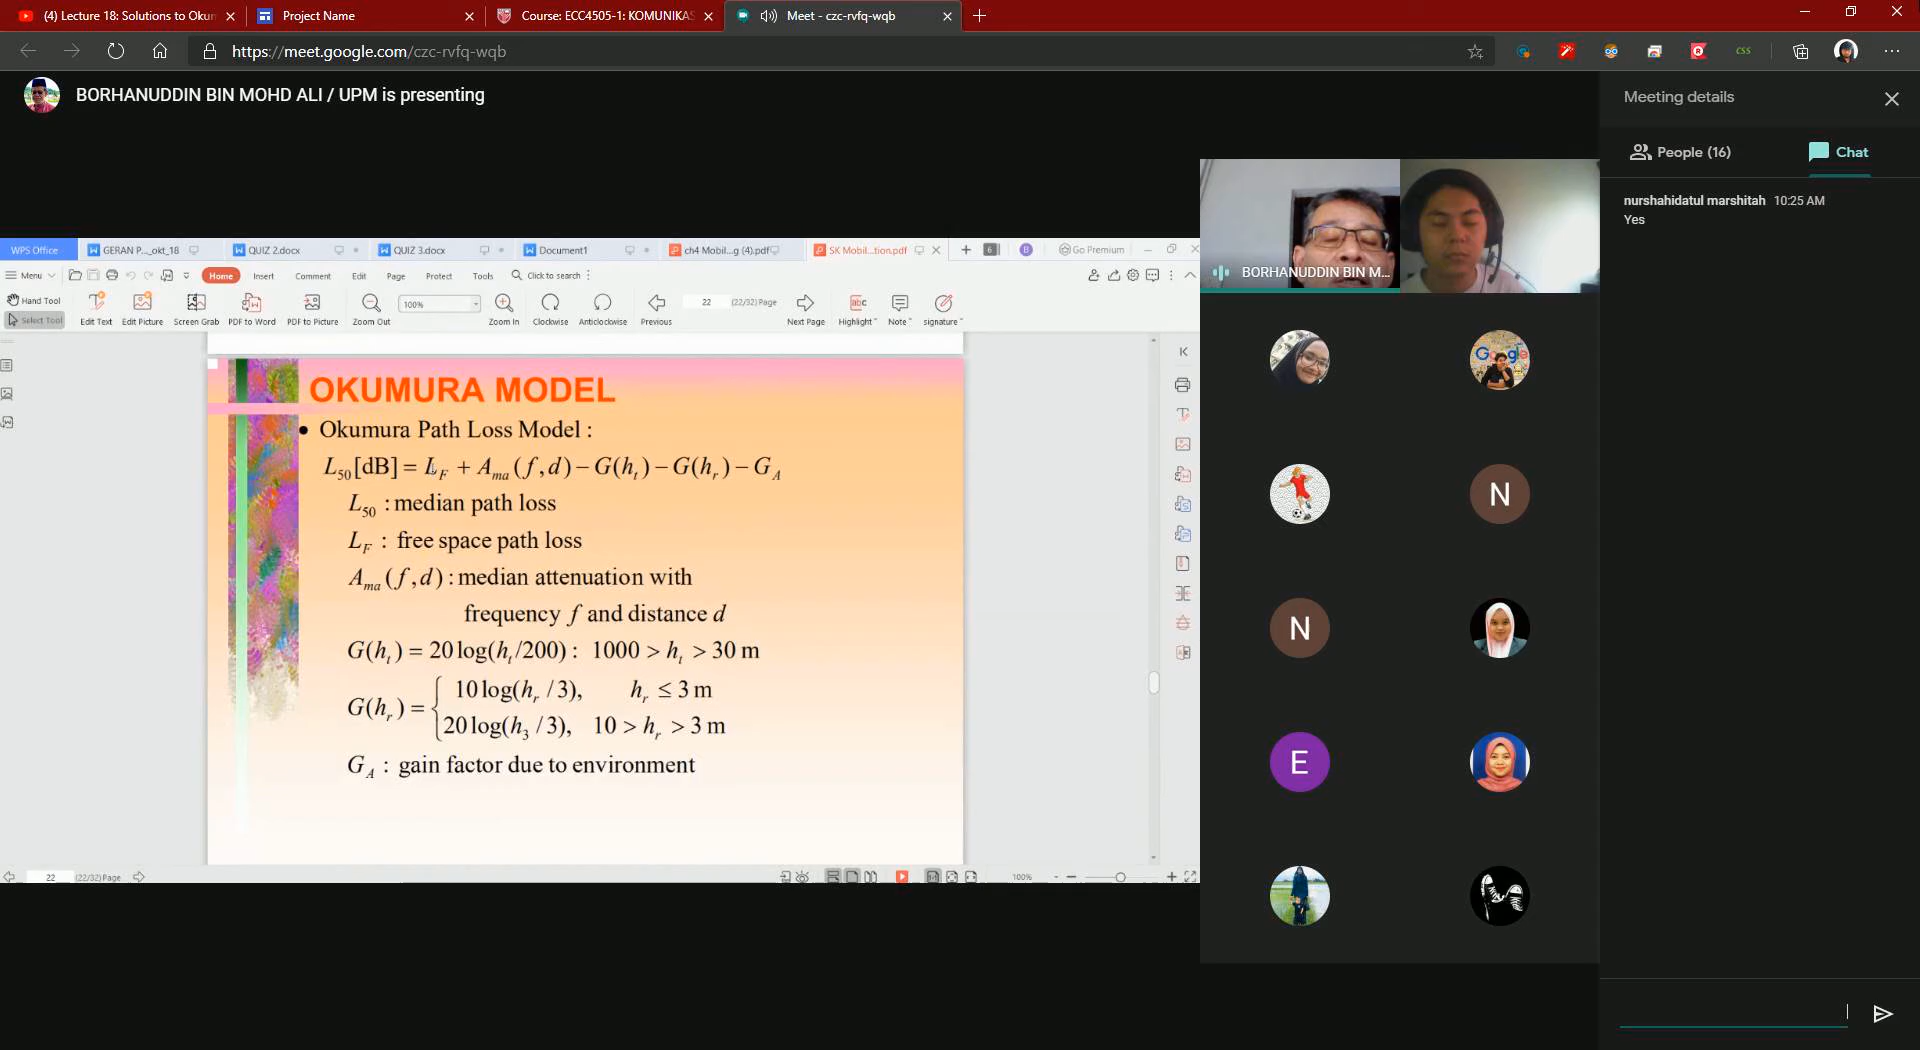 (4) Lecture 18: Solutions to Okun
Project Name
Course: ECC4505-1: KOMUNIKAS
Meet - czc-rvfq-wqb
https://meet.google.com/czc-rvfq-wqb
css
BORHANUDDIN BIN MOHD ALI / UPM is presenting
Meeting details
People (16)
Chat
nurshahidatul marshitah 10:25 AM
Yes
BORHANUDDIN BIN M...
N
N
E
Google
WPS Office
GERAN P..._okt_18
QUIZ 2.docx
QUIZ 3.docx
Document1
ch4 Mobil...g (4).pdf
SK Mobil...tion.pdf
6
B
Go Premium
Menu
Home
Insert
Comment
Edit
Page
Protect
Tools
Click to search
Hand Tool
Select Tool
Edit Text
Edit Picture
Screen Grab
PDF to Word
PDF to Picture
Zoom Out
100%
Zoom In
Clockwise
Anticlockwise
Previous
22
(22/32) Page
Next Page
Highlight
Note
signature
OKUMURA MODEL
• Okumura Path Loss Model :
L50[dB] = LF + Ama(f,d) − G(ht) − G(hr) − GA
L50 : median path loss
LF : free space path loss
Ama(f,d) : median attenuation with
frequency f and distance d
G(ht) = 20log(ht/200) : 1000 > ht > 30 m
G(hr) = { 10log(hr/3), hr ≤ 3 m
20log(h3/3), 10 > hr > 3 m
GA : gain factor due to environment
22
(22/32) Page
100%